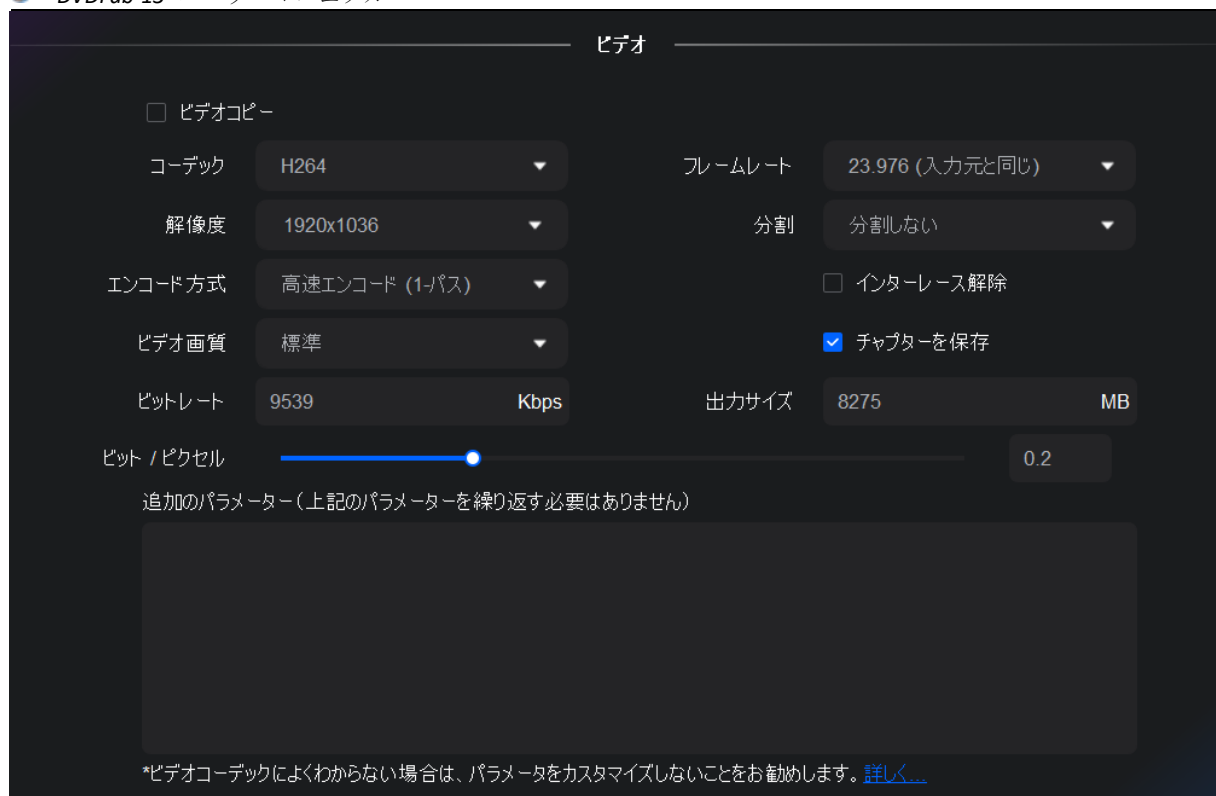 ビデオ
ビデオコピー
コーデック H264 フレームレート 23.976 (入力元と同じ)
解像度 1920x1036 分割 分割しない
エンコード方式 高速エンコード (1-パス) インターレース解除
ビデオ画質 標準 チャプターを保存
ビットレート 9539 Kbps 出力サイズ 8275 MB
ビット / ピクセル 0.2
追加のパラメーター(上記のパラメーターを繰り返す必要はありません)
*ビデオコーデックによくわからない場合は、パラメータをカスタマイズしないことをお勧めします。詳しく...